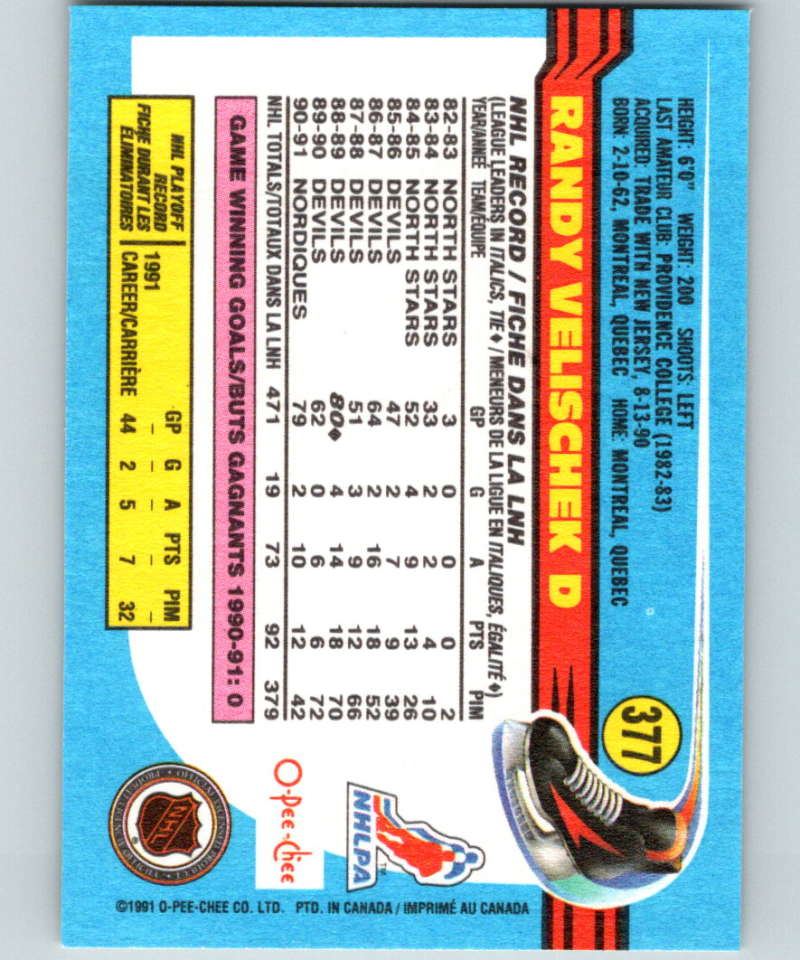 377
HEIGHT: 6'0" WEIGHT: 200 SHOOTS: LEFT
LAST AMATEUR CLUB: PROVIDENCE COLLEGE (1982-83)
ACQUIRED: TRADE WITH NEW JERSEY, 8-13-90
BORN: 2-10-62, MONTREAL, QUEBEC HOME: MONTREAL, QUEBEC
RANDY VELISCHEK D
NHL RECORD / FICHE DANS LA LNH
(LEAGUE LEADERS IN ITALICS, TIE♦ / MENEURS DE LA LIGUE EN ITALIQUES, ÉGALITÉ♦)
YEAR/ANNÉE TEAM/ÉQUIPE GP G A PTS PIM
82-83 NORTH STARS 3 0 0 0 2
83-84 NORTH STARS 33 2 2 4 10
84-85 NORTH STARS 52 4 9 13 26
85-86 DEVILS 47 2 7 9 39
86-87 DEVILS 64 2 16 18 52
87-88 DEVILS 51 3 9 12 66
88-89 DEVILS 80♦ 4 14 18 70
89-90 DEVILS 62 0 6 6 72
90-91 NORDIQUES 79 2 10 12 42
NHL TOTALS/TOTAUX DANS LA LNH 471 19 73 92 379
GAME WINNING GOALS/BUTS GAGNANTS 1990-91: 0
NHL PLAYOFF RECORD
FICHE DURANT LES ÉLIMINATOIRES
GP G A PTS PIM
1991 – – – – –
CAREER/CARRIÈRE 44 2 5 7 32
NHLPA
TM
O-Pee-Chee
NHL
®
©1991 O-PEE-CHEE CO. LTD. PTD. IN CANADA / IMPRIMÉ AU CANADA